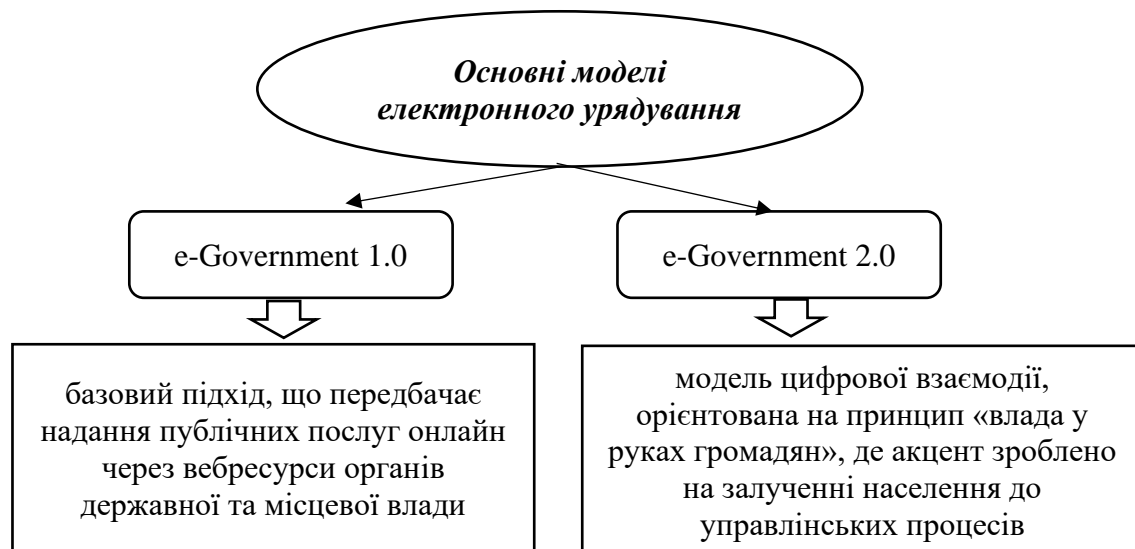 Основні моделі
електронного урядування
e-Government 1.0
e-Government 2.0
базовий підхід, що передбачає
надання публічних послуг онлайн
через вебресурси органів
державної та місцевої влади
модель цифрової взаємодії,
орієнтована на принцип «влада у
руках громадян», де акцент зроблено
на залученні населення до
управлінських процесів